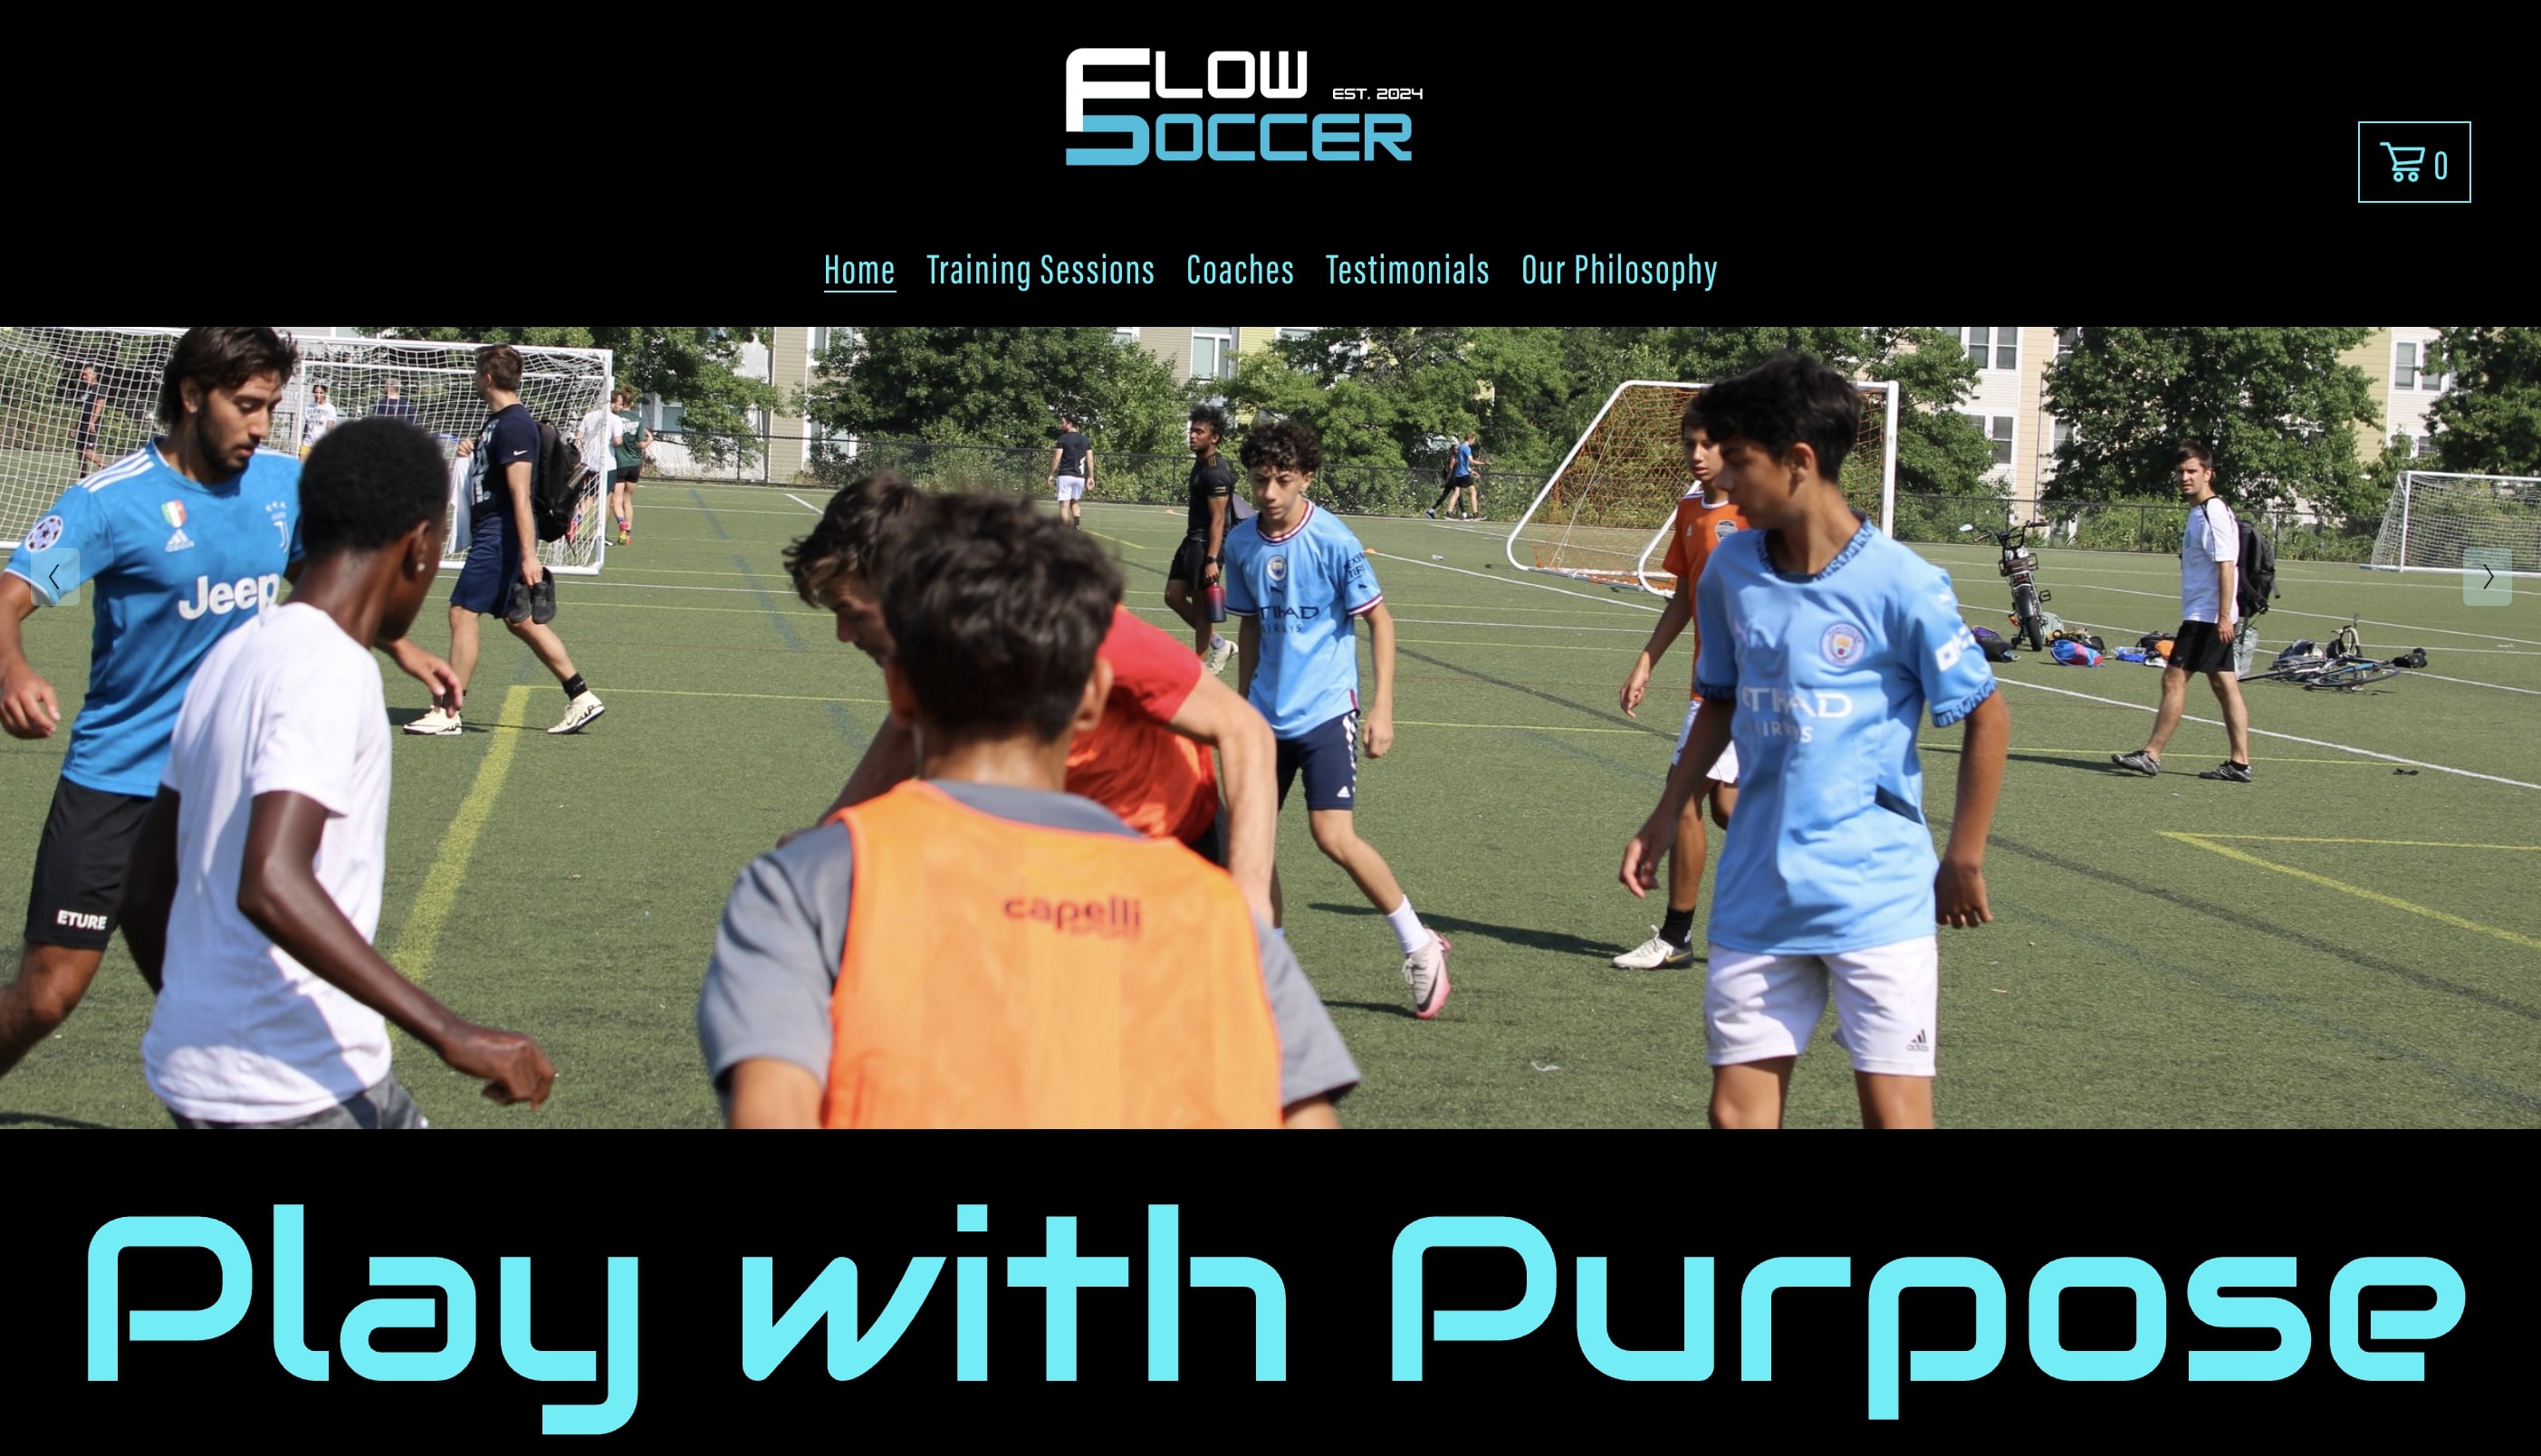 FLOW
EST. 2024
SOCCER
0
Home Training Sessions Coaches Testimonials Our Philosophy
Jeep
ETIHAD
AIRWAYS
ETIHAD
AIRWAYS
capelli
ETURE
adidas
Play with Purpose